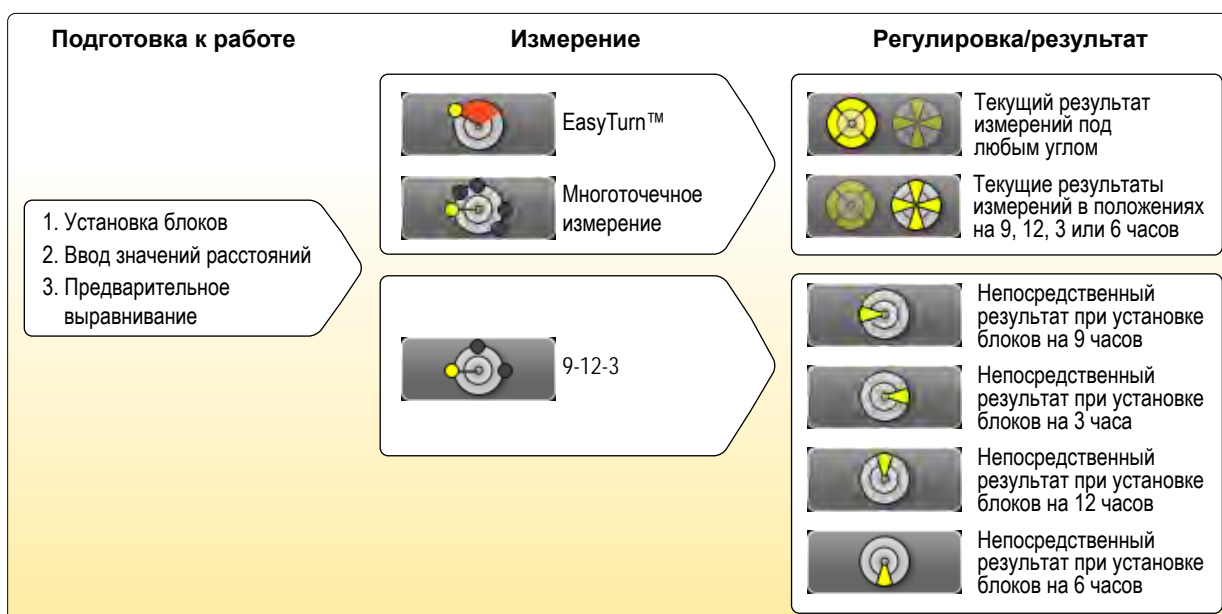 Подготовка к работе
Измерение
Регулировка/результат
1. Установка блоков
2. Ввод значений расстояний
3. Предварительное
выравнивание
EasyTurn™
Многоточечное
измерение
9-12-3
Текущий результат
измерений под
любым углом
Текущие результаты
измерений в положениях
на 9, 12, 3 или 6 часов
Непосредственный
результат при установке
блоков на 9 часов
Непосредственный
результат при установке
блоков на 3 часа
Непосредственный
результат при установке
блоков на 12 часов
Непосредственный
результат при установке
блоков на 6 часов